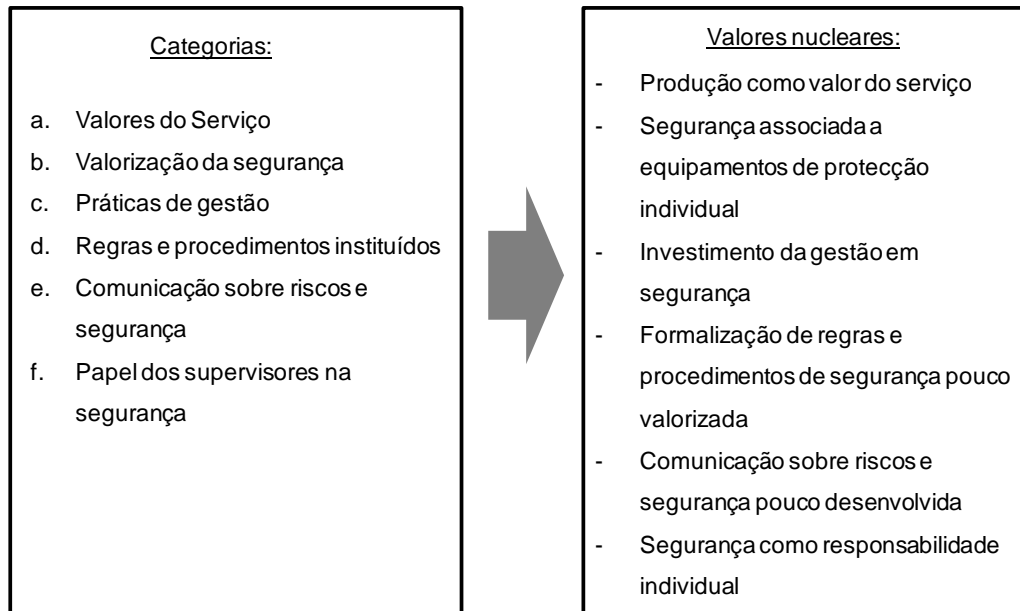 Categorias:
a. Valores do Serviço
b. Valorização da segurança
c. Práticas de gestão
d. Regras e procedimentos instituídos
e. Comunicação sobre riscos e
segurança
f. Papel dos supervisores na
segurança
Valores nucleares:
- Produção como valor do serviço
- Segurança associada a
equipamentos de protecção
individual
- Investimento da gestão em
segurança
- Formalização de regras e
procedimentos de segurança pouco
valorizada
- Comunicação sobre riscos e
segurança pouco desenvolvida
- Segurança como responsabilidade
individual